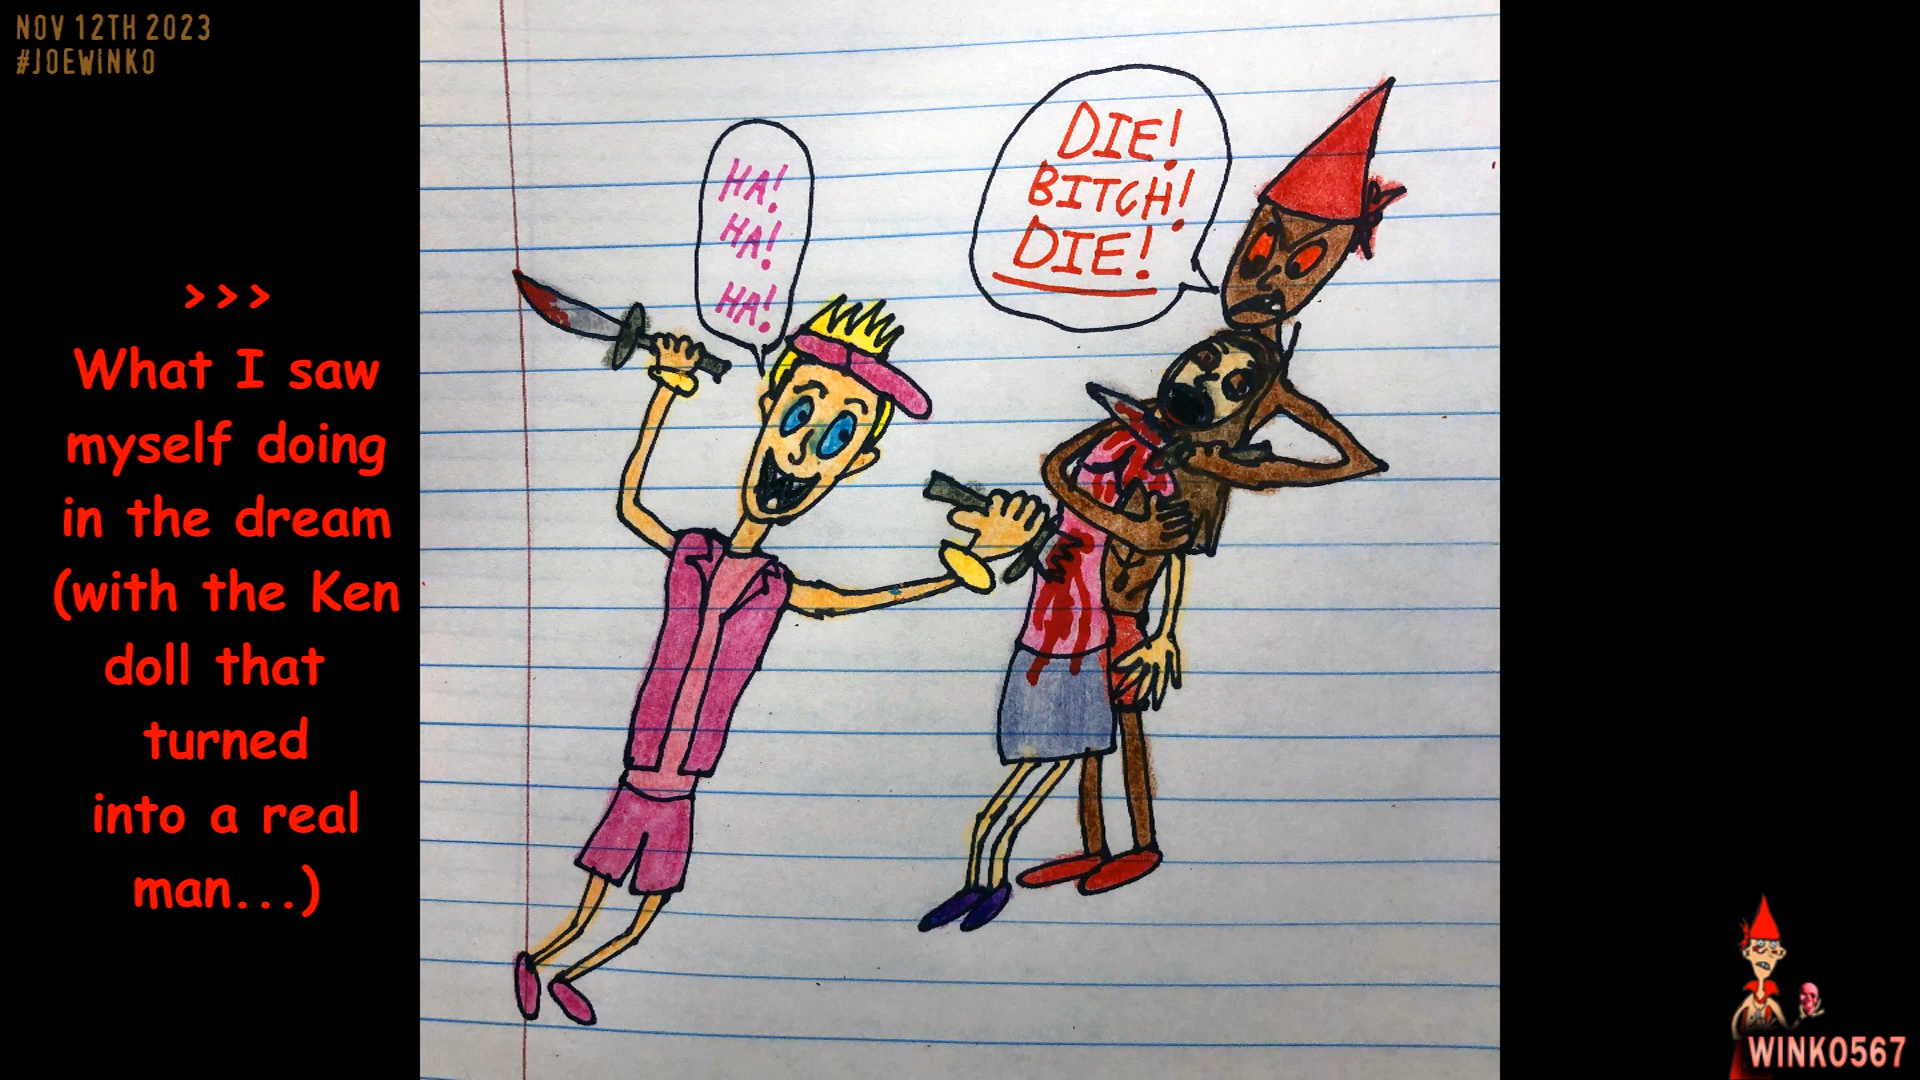 NOV 12TH 2023
#JOEWINKO
> > >
What I saw
myself doing
in the dream
(with the Ken
doll that
turned
into a real
man...)
HA!
HA!
HA!
DIE!
BITCH!
DIE!
WINKO567